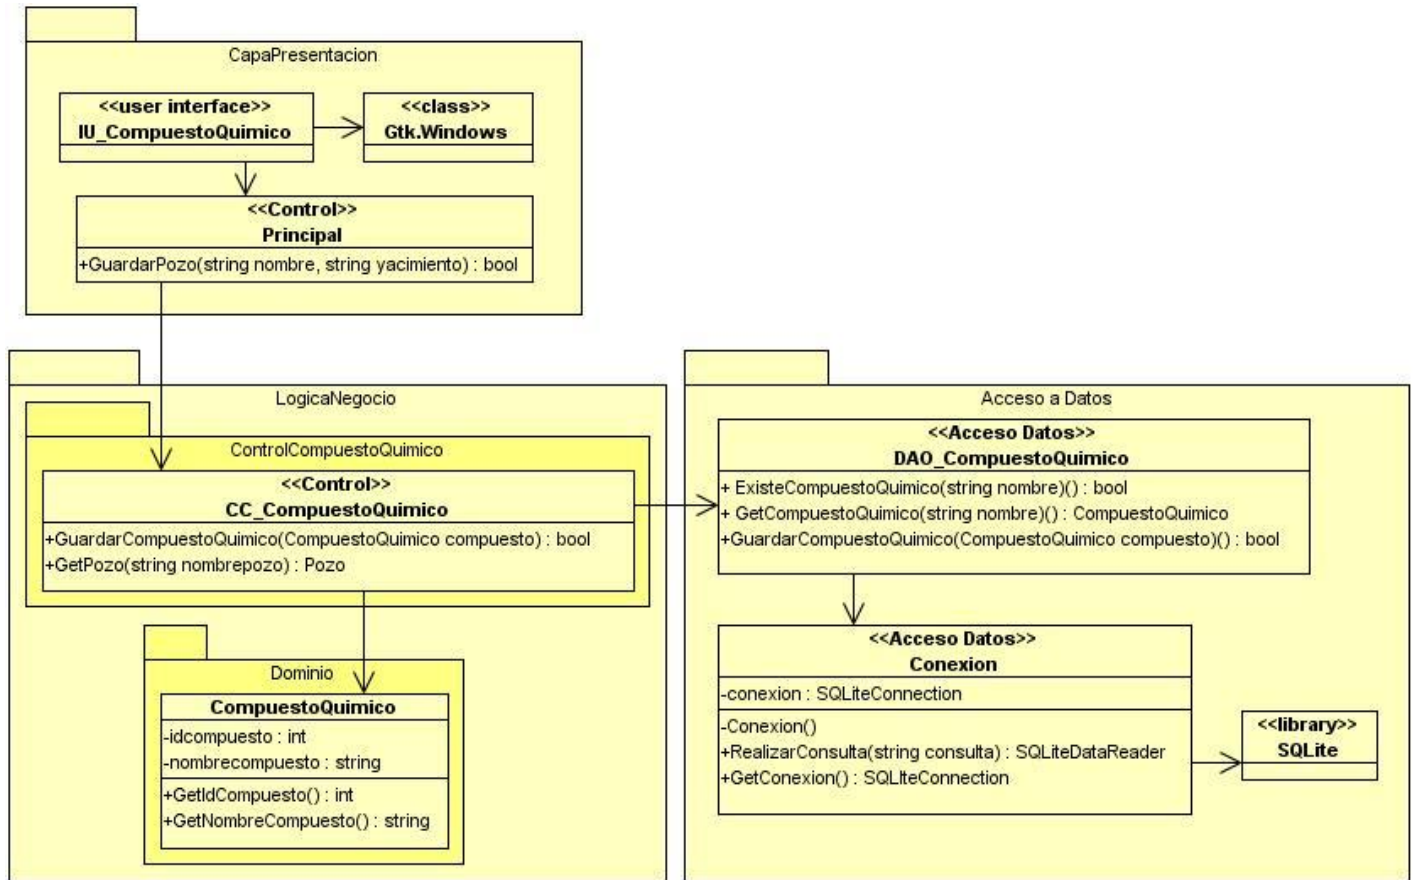 CapaPresentacion
<<user interface>>
IU_CompuestoQuimico
<<class>>
Gtk.Windows
<<Control>>
Principal
+GuardarPozo(string nombre, string yacimiento) : bool
LogicaNegocio
ControlCompuestoQuimico
<<Control>>
CC_CompuestoQuimico
+GuardarCompuestoQuimico(CompuestoQuimico compuesto) : bool
+GetPozo(string nombrepozo) : Pozo
Dominio
CompuestoQuimico
-idcompuesto : int
-nombrecompuesto : string
+GetIdCompuesto() : int
+GetNombreCompuesto() : string
Acceso a Datos
<<Acceso Datos>>
DAO_CompuestoQuimico
+ ExisteCompuestoQuimico(string nombre)() : bool
+ GetCompuestoQuimico(string nombre)() : CompuestoQuimico
+GuardarCompuestoQuimico(CompuestoQuimico compuesto)() : bool
<<Acceso Datos>>
Conexion
-conexion : SQLiteConnection
-Conexion()
+RealizarConsulta(string consulta) : SQLiteDataReader
+GetConexion() : SQLIteConnection
<<library>>
SQLite